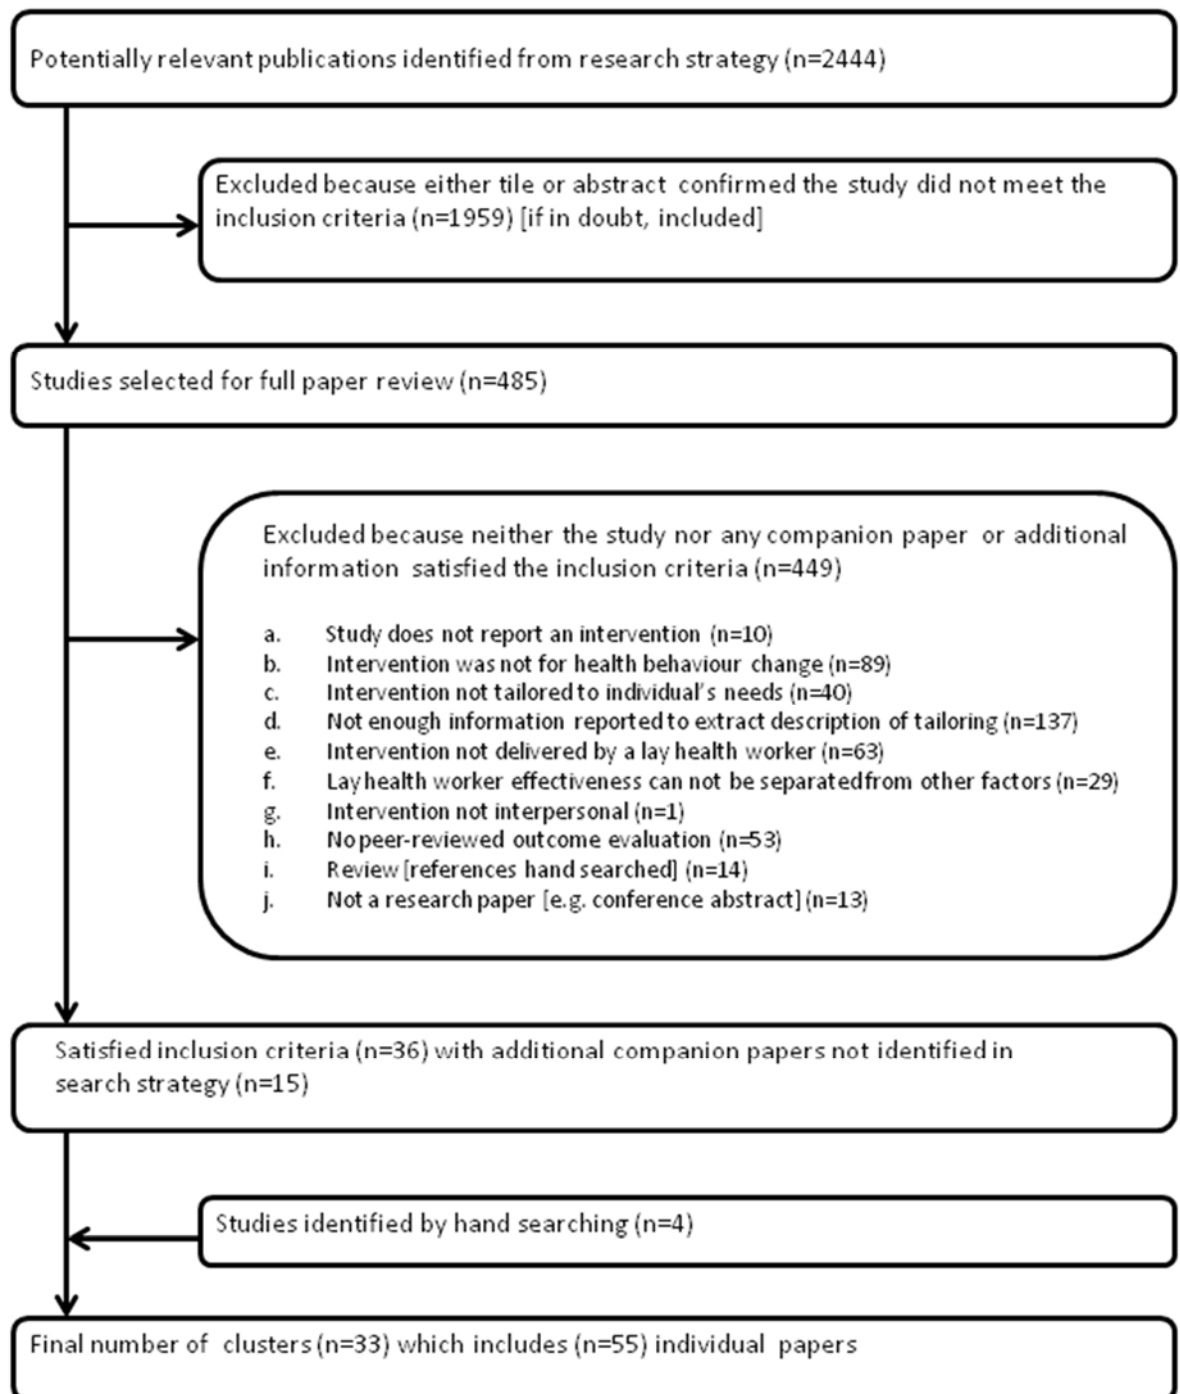 Potentially relevant publications identified from research strategy (n=2444)
Excluded because either tile or abstract confirmed the study did not meet the
inclusion criteria (n=1959) [if in doubt, included]
Studies selected for full paper review (n=485)
Excluded because neither the study nor any companion paper or additional
information satisfied the inclusion criteria (n=449)
a. Study does not report an intervention (n=10)
b. Intervention was not for health behaviour change (n=89)
c. Intervention not tailored to individual's needs (n=40)
d. Not enough information reported to extract description of tailoring (n=137)
e. Intervention not delivered by a lay health worker (n=63)
f. Lay health worker effectiveness can not be separated from other factors (n=29)
g. Intervention not interpersonal (n=1)
h. No peer-reviewed outcome evaluation (n=53)
i. Review [references hand searched] (n=14)
j. Not a research paper [e.g. conference abstract] (n=13)
Satisfied inclusion criteria (n=36) with additional companion papers not identified in
search strategy (n=15)
Studies identified by hand searching (n=4)
Final number of clusters (n=33) which includes (n=55) individual papers